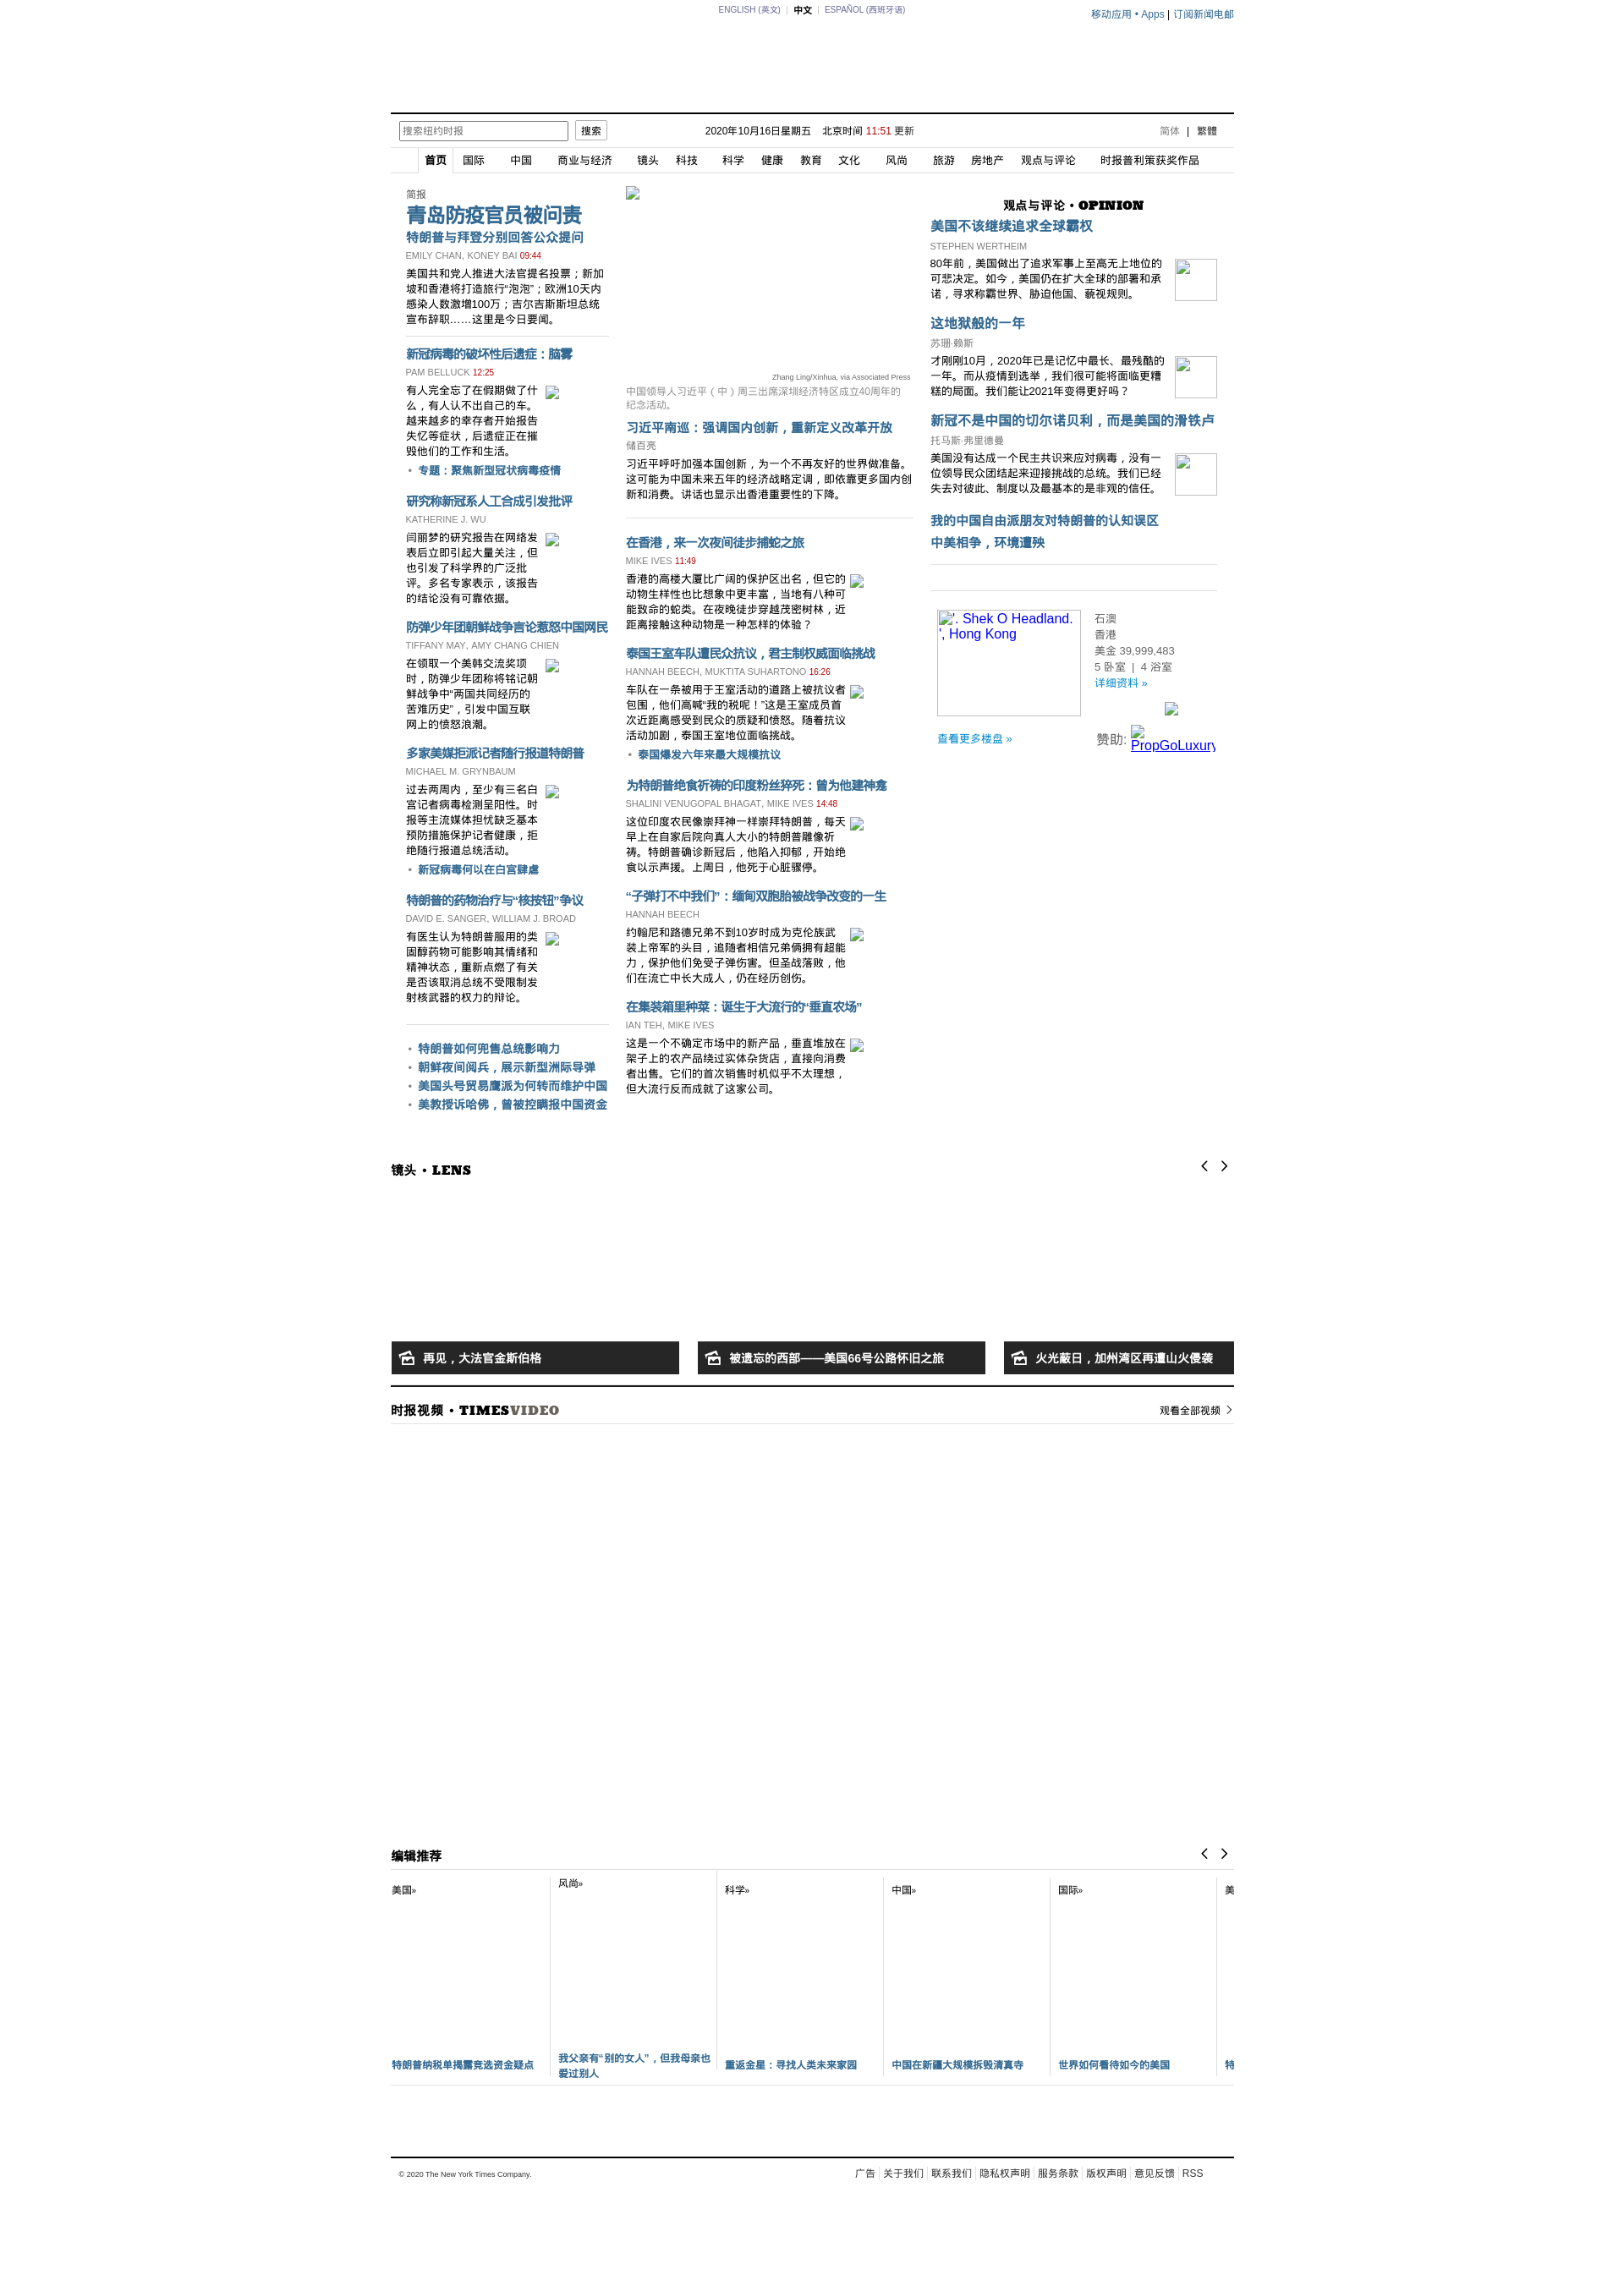 ENGLISH (英文) | 中文 | ESPAÑOL (西班牙语)
移动应用 • Apps | 订阅新闻电邮
搜索纽约时报 搜索 2020年10月16日星期五 北京时间 11:51 更新 简体 | 繁體
首页 国际 中国 商业与经济 镜头 科技 科学 健康 教育 文化 风尚 旅游 房地产 观点与评论 时报普利策获奖作品
简报
青岛防疫官员被问责
特朗普与拜登分别回答公众提问
EMILY CHAN, KONEY BAI 09:44
美国共和党人推进大法官提名投票；新加
坡和香港将打造旅行“泡泡”；欧洲10天内
感染人数激增100万；吉尔吉斯斯坦总统
宣布辞职……这里是今日要闻。
新冠病毒的破坏性后遗症：脑雾
PAM BELLUCK 12:25
有人完全忘了在假期做了什
么，有人认不出自己的车。
越来越多的幸存者开始报告
失忆等症状，后遗症正在摧
毁他们的工作和生活。
• 专题：聚焦新型冠状病毒疫情
研究称新冠系人工合成引发批评
KATHERINE J. WU
闫丽梦的研究报告在网络发
表后立即引起大量关注，但
也引发了科学界的广泛批
评。多名专家表示，该报告
的结论没有可靠依据。
防弹少年团朝鲜战争言论惹怒中国网民
TIFFANY MAY, AMY CHANG CHIEN
在领取一个美韩交流奖项
时，防弹少年团称将铭记朝
鲜战争中“两国共同经历的
苦难历史”，引发中国互联
网上的愤怒浪潮。
多家美媒拒派记者随行报道特朗普
MICHAEL M. GRYNBAUM
过去两周内，至少有三名白
宫记者病毒检测呈阳性。时
报等主流媒体担忧缺乏基本
预防措施保护记者健康，拒
绝随行报道总统活动。
• 新冠病毒何以在白宫肆虐
特朗普的药物治疗与“核按钮”争议
DAVID E. SANGER, WILLIAM J. BROAD
有医生认为特朗普服用的类
固醇药物可能影响其情绪和
精神状态，重新点燃了有关
是否该取消总统不受限制发
射核武器的权力的辩论。
• 特朗普如何兜售总统影响力
• 朝鲜夜间阅兵，展示新型洲际导弹
• 美国头号贸易鹰派为何转而维护中国
• 美教授诉哈佛，曾被控瞒报中国资金
Zhang Ling/Xinhua, via Associated Press
中国领导人习近平（中）周三出席深圳经济特区成立40周年的
纪念活动。
习近平南巡：强调国内创新，重新定义改革开放
储百亮
习近平呼吁加强本国创新，为一个不再友好的世界做准备。
这可能为中国未来五年的经济战略定调，即依靠更多国内创
新和消费。讲话也显示出香港重要性的下降。
在香港，来一次夜间徒步捕蛇之旅
MIKE IVES 11:49
香港的高楼大厦比广阔的保护区出名，但它的
动物生样性也比想象中更丰富，当地有八种可
能致命的蛇类。在夜晚徒步穿越茂密树林，近
距离接触这种动物是一种怎样的体验？
泰国王室车队遭民众抗议，君主制权威面临挑战
HANNAH BEECH, MUKTITA SUHARTONO 16:26
车队在一条被用于王室活动的道路上被抗议者
包围，他们高喊“我的税呢！”这是王室成员首
次近距离感受到民众的质疑和愤怒。随着抗议
活动加剧，泰国王室地位面临挑战。
• 泰国爆发六年来最大规模抗议
为特朗普绝食祈祷的印度粉丝猝死：曾为他建神龛
SHALINI VENUGOPAL BHAGAT, MIKE IVES 14:48
这位印度农民像崇拜神一样崇拜特朗普，每天
早上在自家后院向真人大小的特朗普雕像祈
祷。特朗普确诊新冠后，他陷入抑郁，开始绝
食以示声援。上周日，他死于心脏骤停。
“子弹打不中我们”：缅甸双胞胎被战争改变的一生
HANNAH BEECH
约翰尼和路德兄弟不到10岁时成为克伦族武
装上帝军的头目，追随者相信兄弟俩拥有超能
力，保护他们免受子弹伤害。但圣战落败，他
们在流亡中长大成人，仍在经历创伤。
在集装箱里种菜：诞生于大流行的“垂直农场”
IAN TEH, MIKE IVES
这是一个不确定市场中的新产品，垂直堆放在
架子上的农产品绕过实体杂货店，直接向消费
者出售。它们的首次销售时机似乎不太理想，
但大流行反而成就了这家公司。
观点与评论 • OPINION
美国不该继续追求全球霸权
STEPHEN WERTHEIM
80年前，美国做出了追求军事上至高无上地位的
可悲决定。如今，美国仍在扩大全球的部署和承
诺，寻求称霸世界、胁迫他国、藐视规则。
这地狱般的一年
苏珊·赖斯
才刚刚10月，2020年已是记忆中最长、最残酷的
一年。而从疫情到选举，我们很可能将面临更糟
糕的局面。我们能让2021年变得更好吗？
新冠不是中国的切尔诺贝利，而是美国的滑铁卢
托马斯·弗里德曼
美国没有达成一个民主共识来应对病毒，没有一
位领导民众团结起来迎接挑战的总统。我们已经
失去对彼此、制度以及最基本的是非观的信任。
我的中国自由派朋友对特朗普的认知误区
中美相争，环境遭殃
'. Shek O Headland.
', Hong Kong
石澳
香港
美金 39,999,483
5 卧室 | 4 浴室
详细资料 »
查看更多楼盘 »
赞助: PropGoLuxury
镜头 • LENS
再见，大法官金斯伯格
被遗忘的西部——美国66号公路怀旧之旅
火光蔽日，加州湾区再遭山火侵袭
时报视频 • TIMESVIDEO
观看全部视频
编辑推荐
美国»
风尚»
科学»
中国»
国际»
美
特朗普纳税单揭露竞选资金疑点
我父亲有“别的女人”，但我母亲也
爱过别人
重返金星：寻找人类未来家园
中国在新疆大规模拆毁清真寺
世界如何看待如今的美国
特
© 2020 The New York Times Company.
广告 关于我们 联系我们 隐私权声明 服务条款 版权声明 意见反馈 RSS